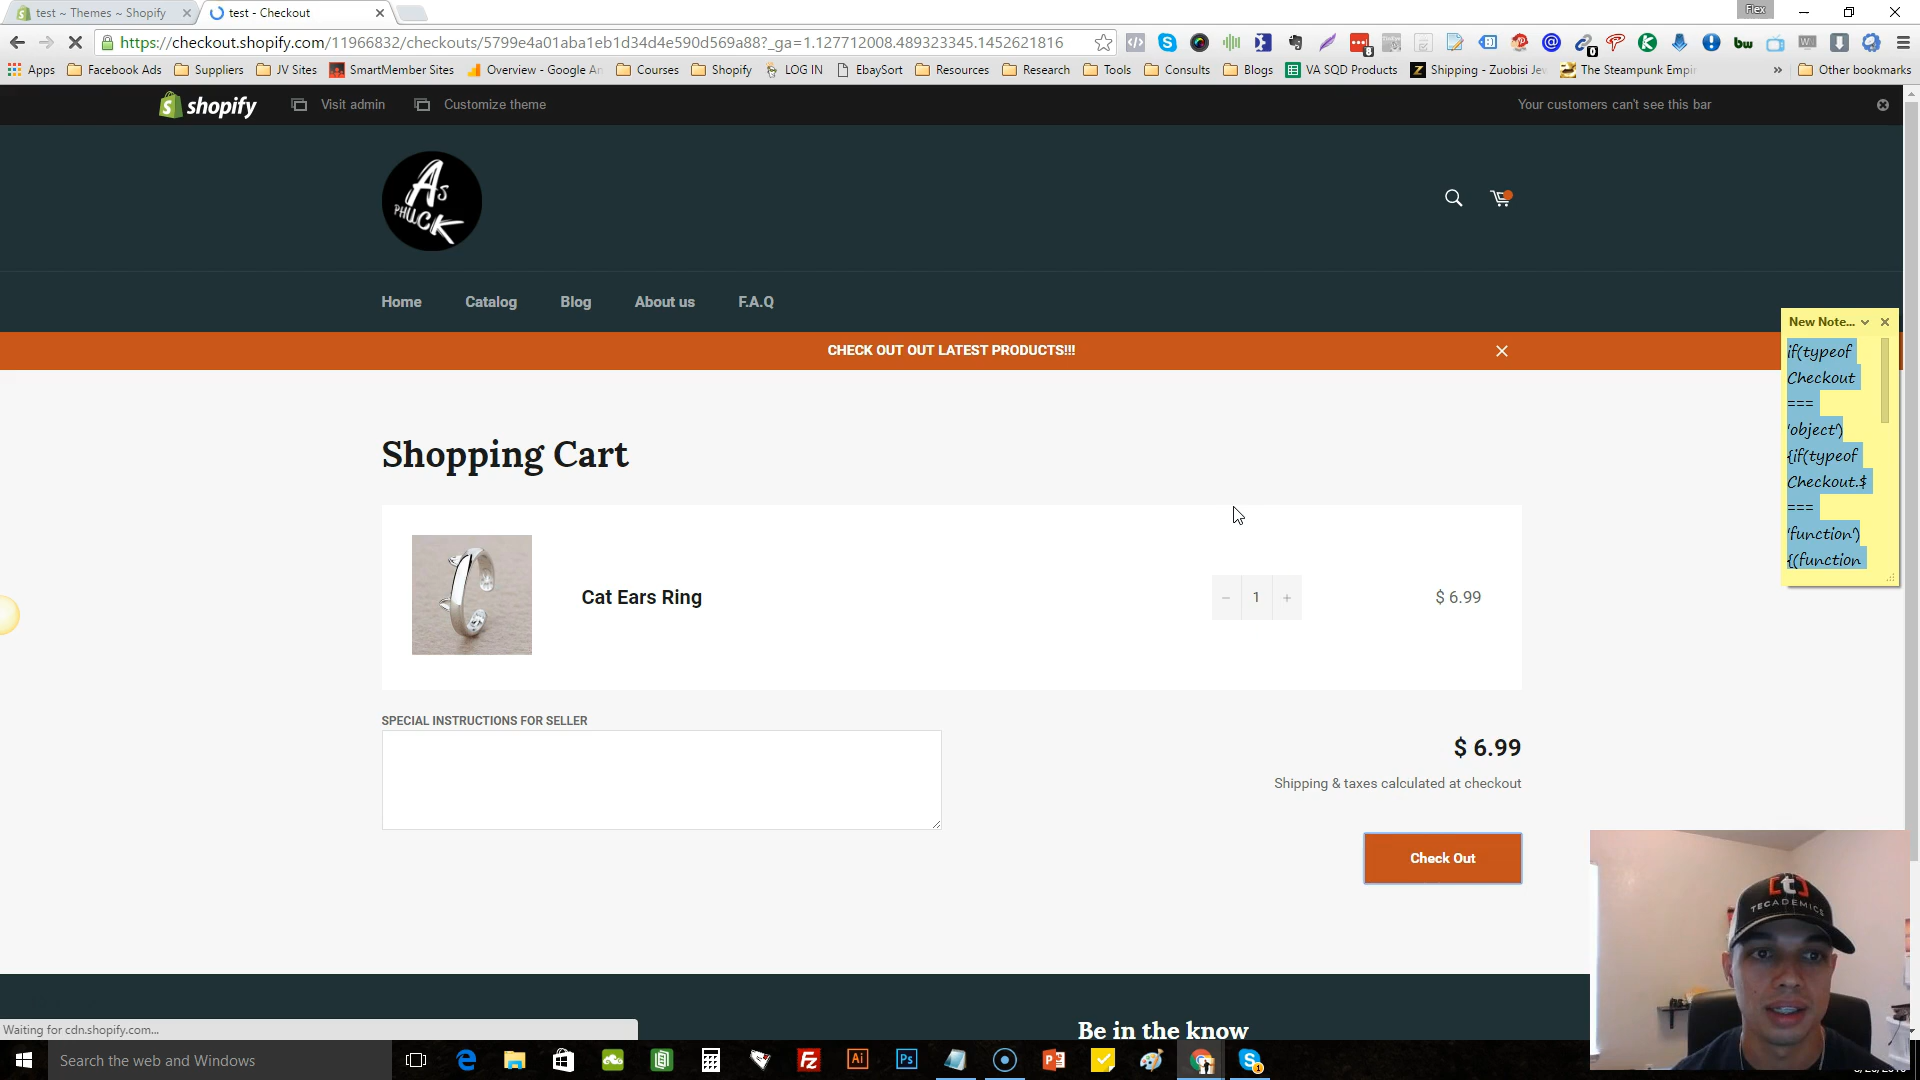 test ~ Themes ~ Shopify
test - Checkout
Flex
https://checkout.shopify.com/11966832/checkouts/5799e4a01aba1eb1d34d4e590d569a88?_ga=1.127712008.489323345.1452621816
Apps
Facebook Ads
Suppliers
JV Sites
SmartMember Sites
Overview - Google An
Courses
Shopify
LOG IN
EbaySort
Resources
Research
Tools
Consults
Blogs
VA SQD Products
Shipping - Zuobisi Je
The Steampunk Empi
Other bookmarks
shopify
Visit admin
Customize theme
Your customers can't see this bar
As
PHUCK
Home
Catalog
Blog
About us
F.A.Q
CHECK OUT OUT LATEST PRODUCTS!!!
New Note...
if(typeof
Checkout
===
'object')
{if(typeof
Checkout.$
===
'function')
{(function
Shopping Cart
Cat Ears Ring
1
$ 6.99
SPECIAL INSTRUCTIONS FOR SELLER
$ 6.99
Shipping & taxes calculated at checkout
Check Out
TECADEMICS
Be in the know
Waiting for cdn.shopify.com...
Search the web and Windows